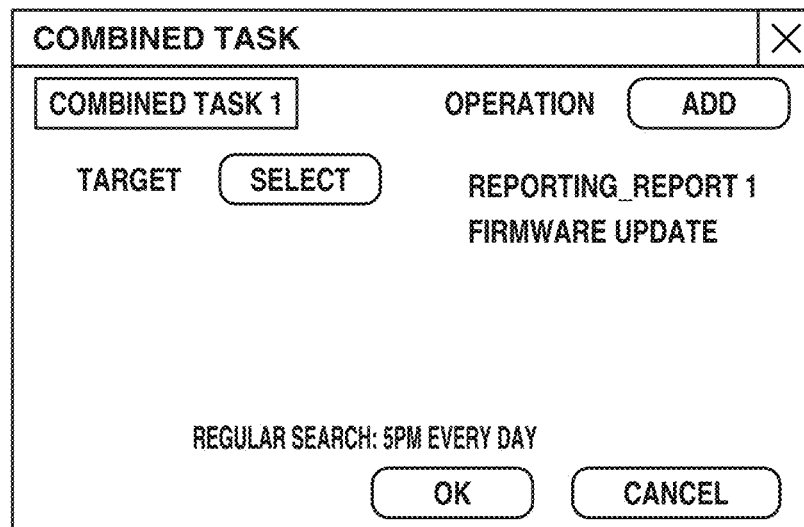 COMBINED TASK
COMBINED TASK 1 OPERATION ADD
TARGET SELECT REPORTING_REPORT 1
FIRMWARE UPDATE
REGULAR SEARCH: 5PM EVERY DAY
OK CANCEL